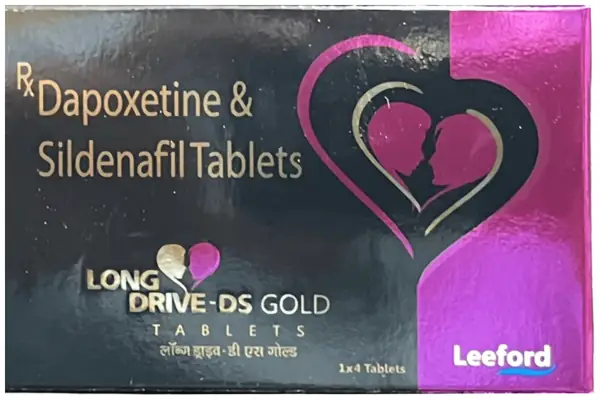 Rx Dapoxetine &
Sildenafil Tablets
LONG
DRIVE-DS GOLD
TABLETS
लॉन्ग ड्राइव-डी एस गोल्ड
1x4 Tablets
Leeford